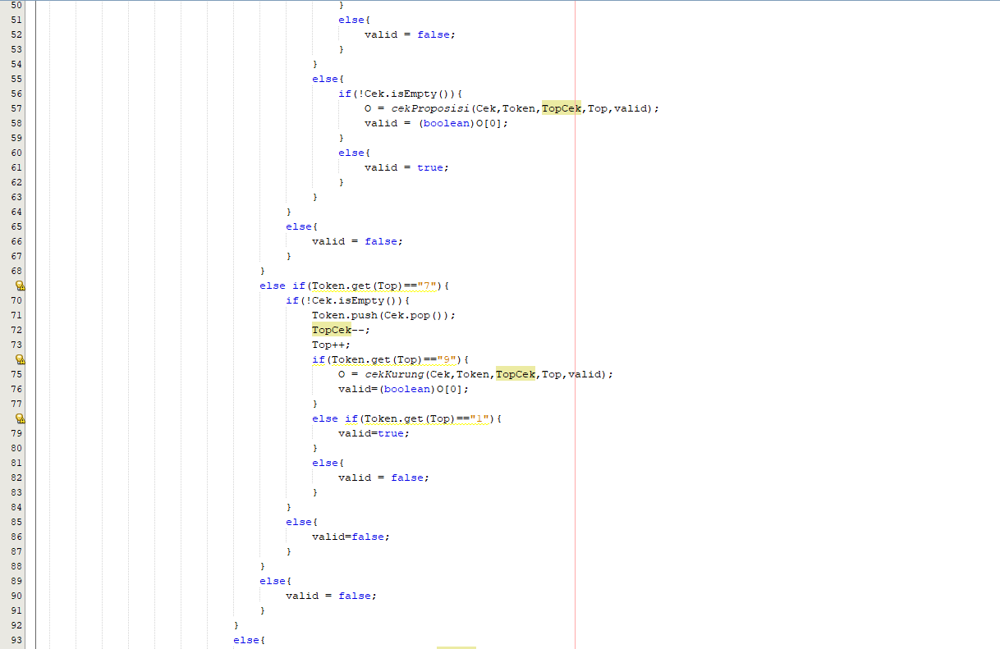 50 }
51 else{
52 valid = false;
53 }
54 }
55 else{
56 if(!Cek.isEmpty()){
57 O = cekProposisi(Cek,Token,TopCek,Top,valid);
58 valid = (boolean)O[0];
59 }
60 else{
61 valid = true;
62 }
63 }
64 }
65 else{
66 valid = false;
67 }
68 }
else if(Token.get(Top)=="7"){
70 if(!Cek.isEmpty()){
71 Token.push(Cek.pop());
72 TopCek--;
73 Top++;
if(Token.get(Top)=="9"){
75 O = cekKurung(Cek,Token,TopCek,Top,valid);
76 valid=(boolean)O[0];
77 }
else if(Token.get(Top)=="1"){
79 valid=true;
80 }
81 else{
82 valid = false;
83 }
84 }
85 else{
86 valid=false;
87 }
88 }
89 else{
90 valid = false;
91 }
92 }
93 else{